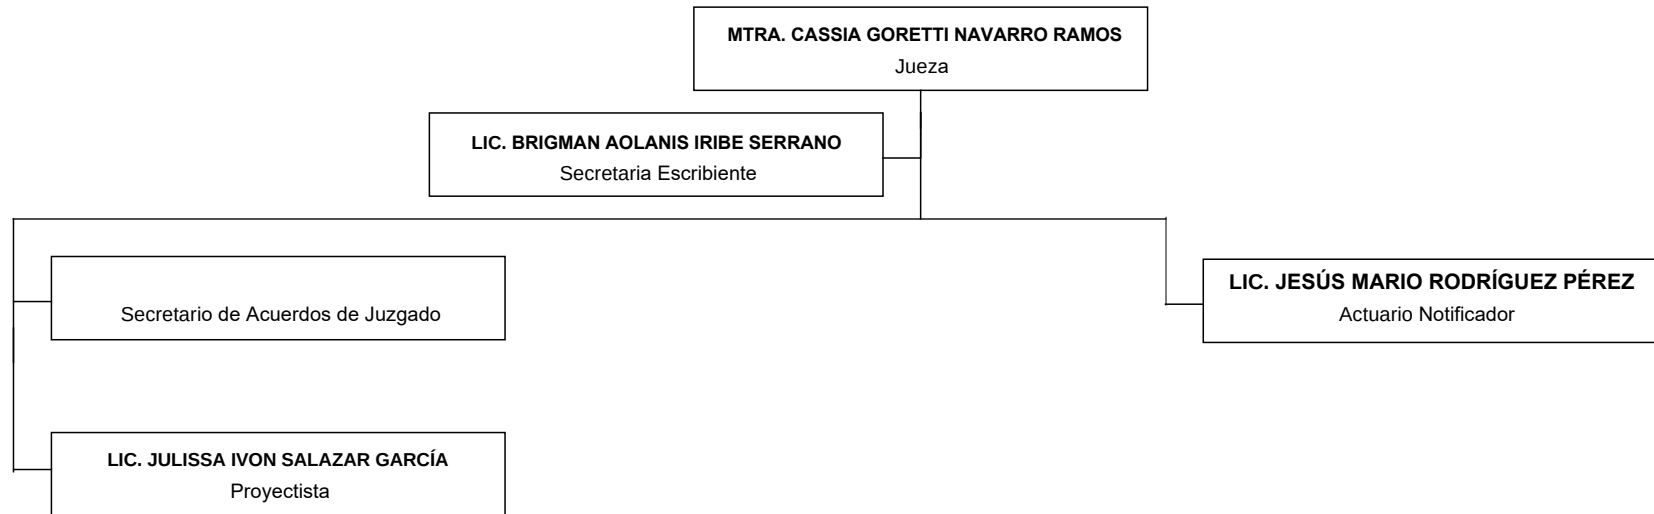 MTRA. CASSIA GORETTI NAVARRO RAMOS
Jueza
LIC. BRIGMAN AOLANIS IRIBE SERRANO
Secretaria Escribiente
Secretario de Acuerdos de Juzgado
LIC. JESÚS MARIO RODRÍGUEZ PÉREZ
Actuario Notificador
LIC. JULISSA IVON SALAZAR GARCÍA
Proyectista